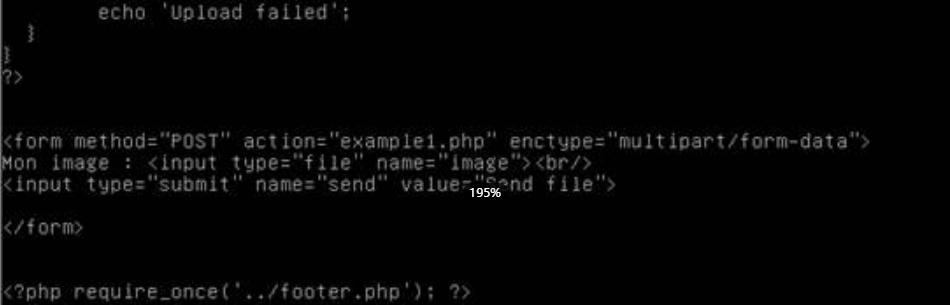 echo 'Upload failed';
}
}
?>
<form method="POST" action="example1.php" enctype="multipart/form-data">
Mon image : <input type="file" name="image"><br/>
<input type="submit" name="send" value="Send file">
195%
</form>
<?php require_once('../footer.php'); ?>